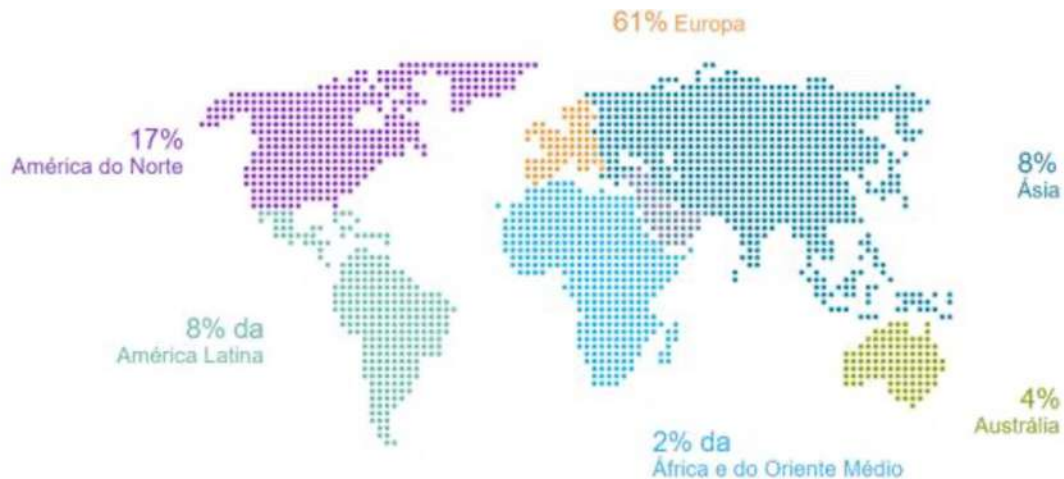 61% Europa
17%
América do Norte
8%
Ásia
8% da
América Latina
4%
Austrália
2% da
África e do Oriente Médio